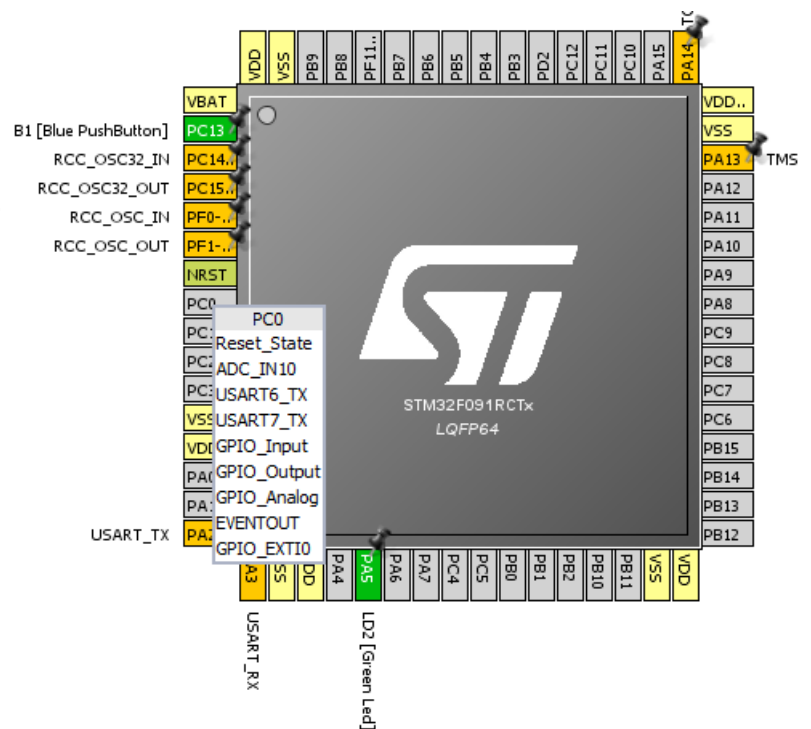 TC
VDD
VSS
PB9
PB8
PF11..
PB7
PB6
PB5
PB4
PB3
PD2
PC12
PC11
PC10
PA15
PA14
VBAT
VDD..
B1 [Blue PushButton] PC13
VSS
RCC_OSC32_IN PC14..
PA13 TMS
RCC_OSC32_OUT PC15..
PA12
RCC_OSC_IN PF0-..
PA11
RCC_OSC_OUT PF1-..
PA10
NRST
PA9
PC0
PA8
PC0
PC9
Reset_State
PC8
ADC_IN10
USART6_TX
PC7
USART7_TX
STM32F091RCTx
PC6
VSS
LQFP64
GPIO_Input
PB15
GPIO_Output
PB14
GPIO_Analog
PB13
EVENTOUT
USART_TX
PB12
GPIO_EXTI0
PA4
PA5
PA6
PA7
PC4
PC5
PB0
PB1
PB2
PB10
PB11
VSS
VDD
USART_RX
LD2 [Green Led]